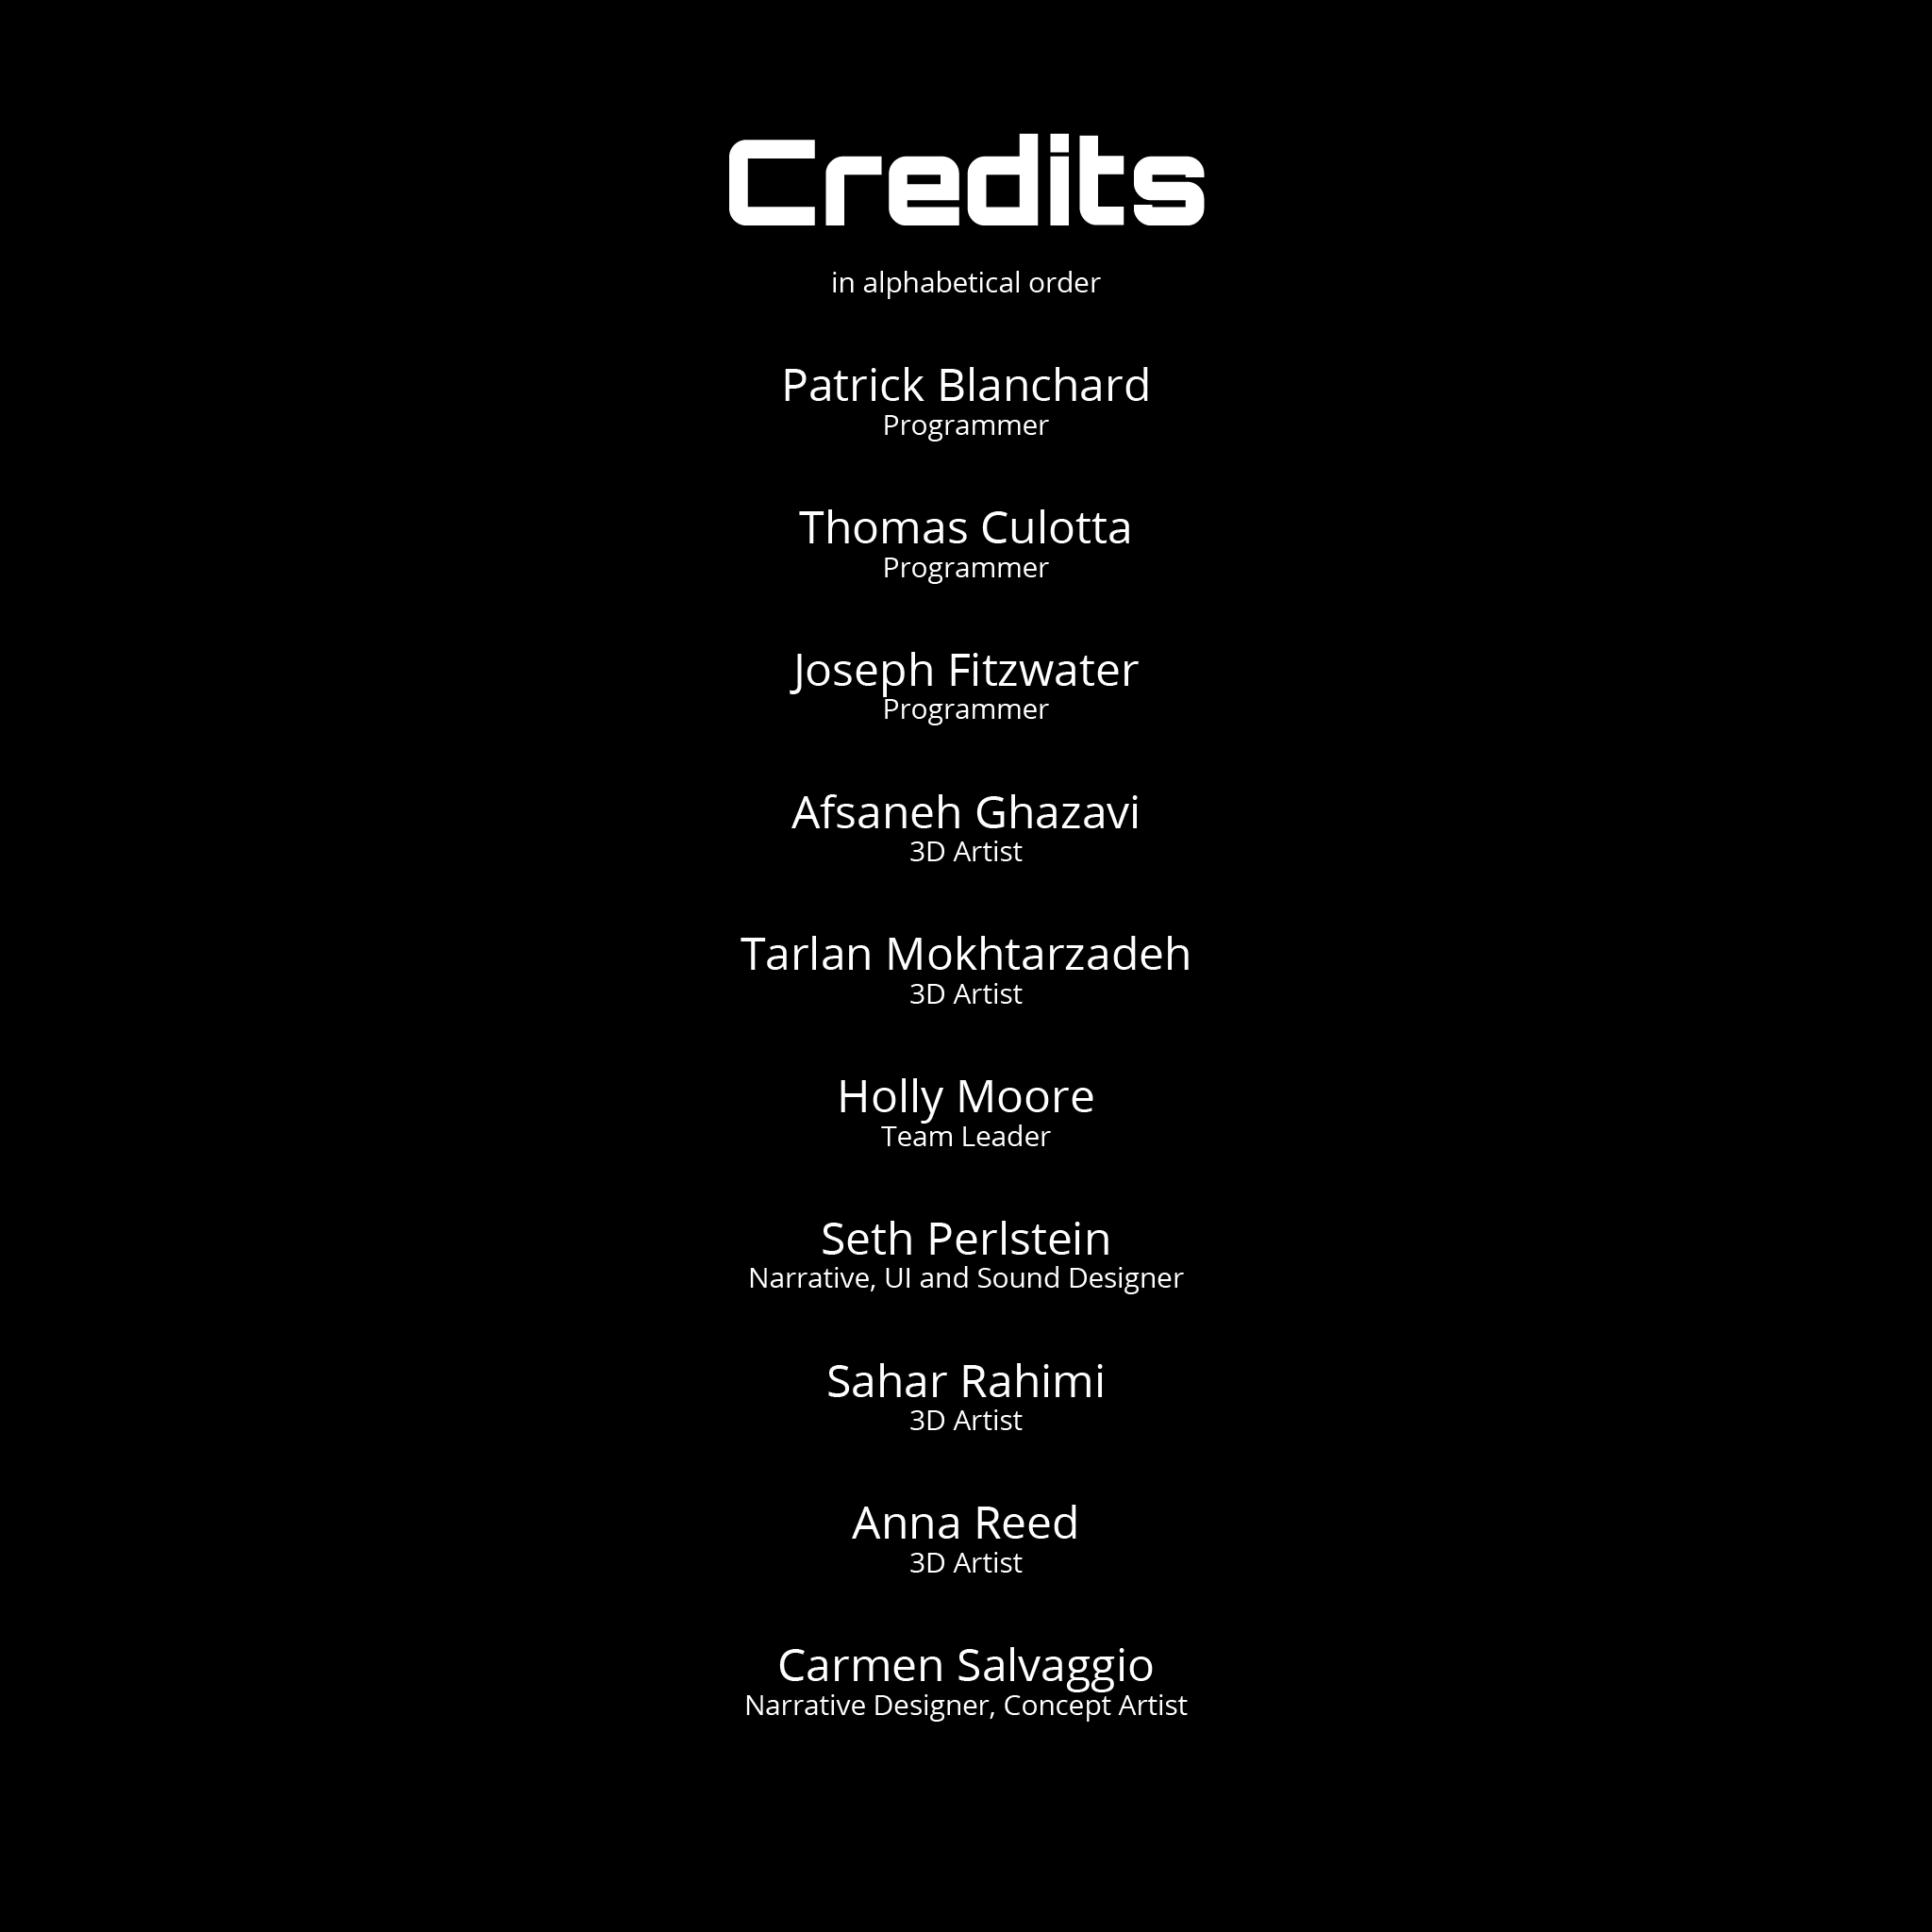 Credits
in alphabetical order
Patrick Blanchard
Programmer
Thomas Culotta
Programmer
Joseph Fitzwater
Programmer
Afsaneh Ghazavi
3D Artist
Tarlan Mokhtarzadeh
3D Artist
Holly Moore
Team Leader
Seth Perlstein
Narrative, UI and Sound Designer
Sahar Rahimi
3D Artist
Anna Reed
3D Artist
Carmen Salvaggio
Narrative Designer, Concept Artist